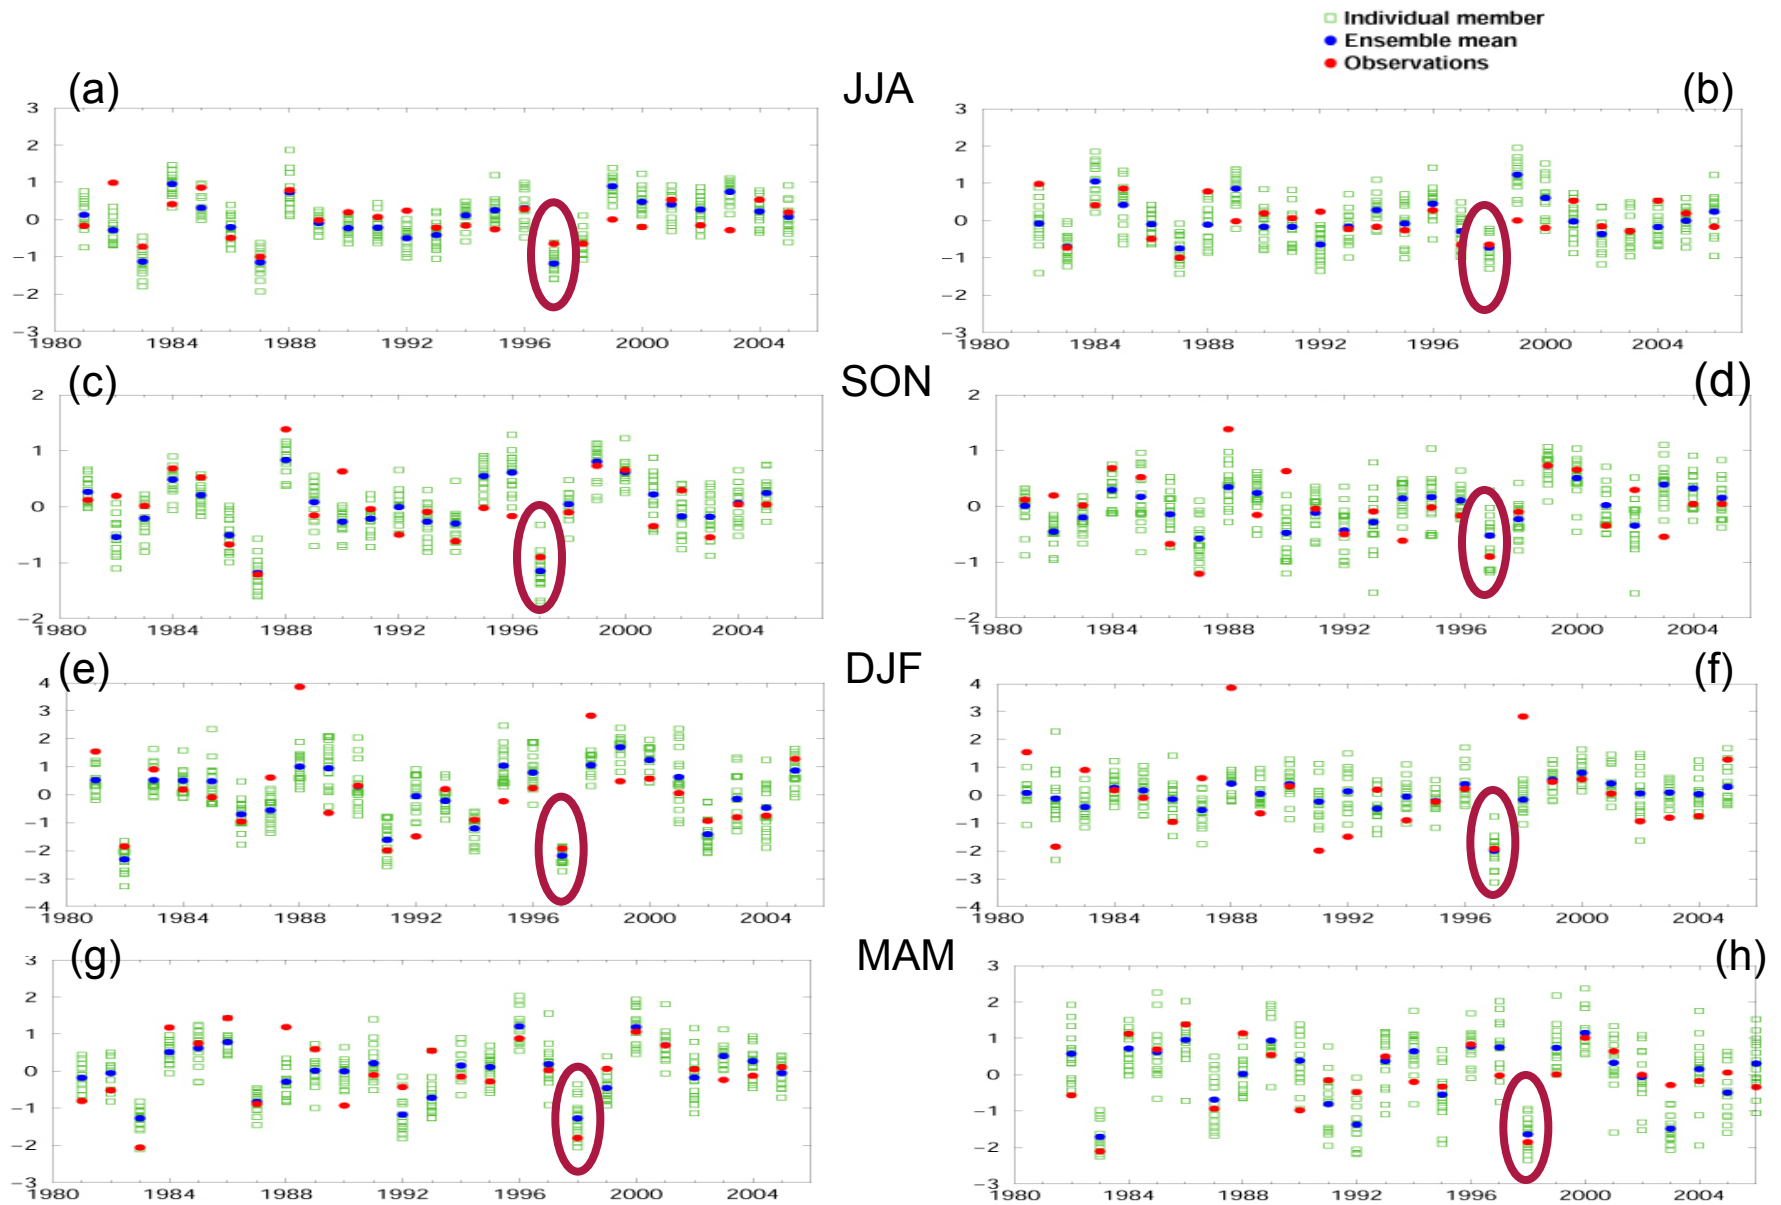 Individual member
Ensemble mean
Observations
(a) JJA (b)
3 3
2 2
1 1
0 0
−1 −1
−2 −2
−3 −3
1980 1984 1988 1992 1996 2000 2004 1980 1984 1988 1992 1996 2000 2004
(c) SON (d)
2 2
1 1
0 0
−1 −1
−2 −2
1980 1984 1988 1992 1996 2000 2004 1980 1984 1988 1992 1996 2000 2004
(e) DJF (f)
4 4
3 3
2 2
1 1
0 0
−1 −1
−2 −2
−3 −3
−4 −4
1980 1984 1988 1992 1996 2000 2004 1980 1984 1988 1992 1996 2000 2004
(g) MAM (h)
3 3
2 2
1 1
0 0
−1 −1
−2 −2
−3 −3
1980 1984 1988 1992 1996 2000 2004 1980 1984 1988 1992 1996 2000 2004